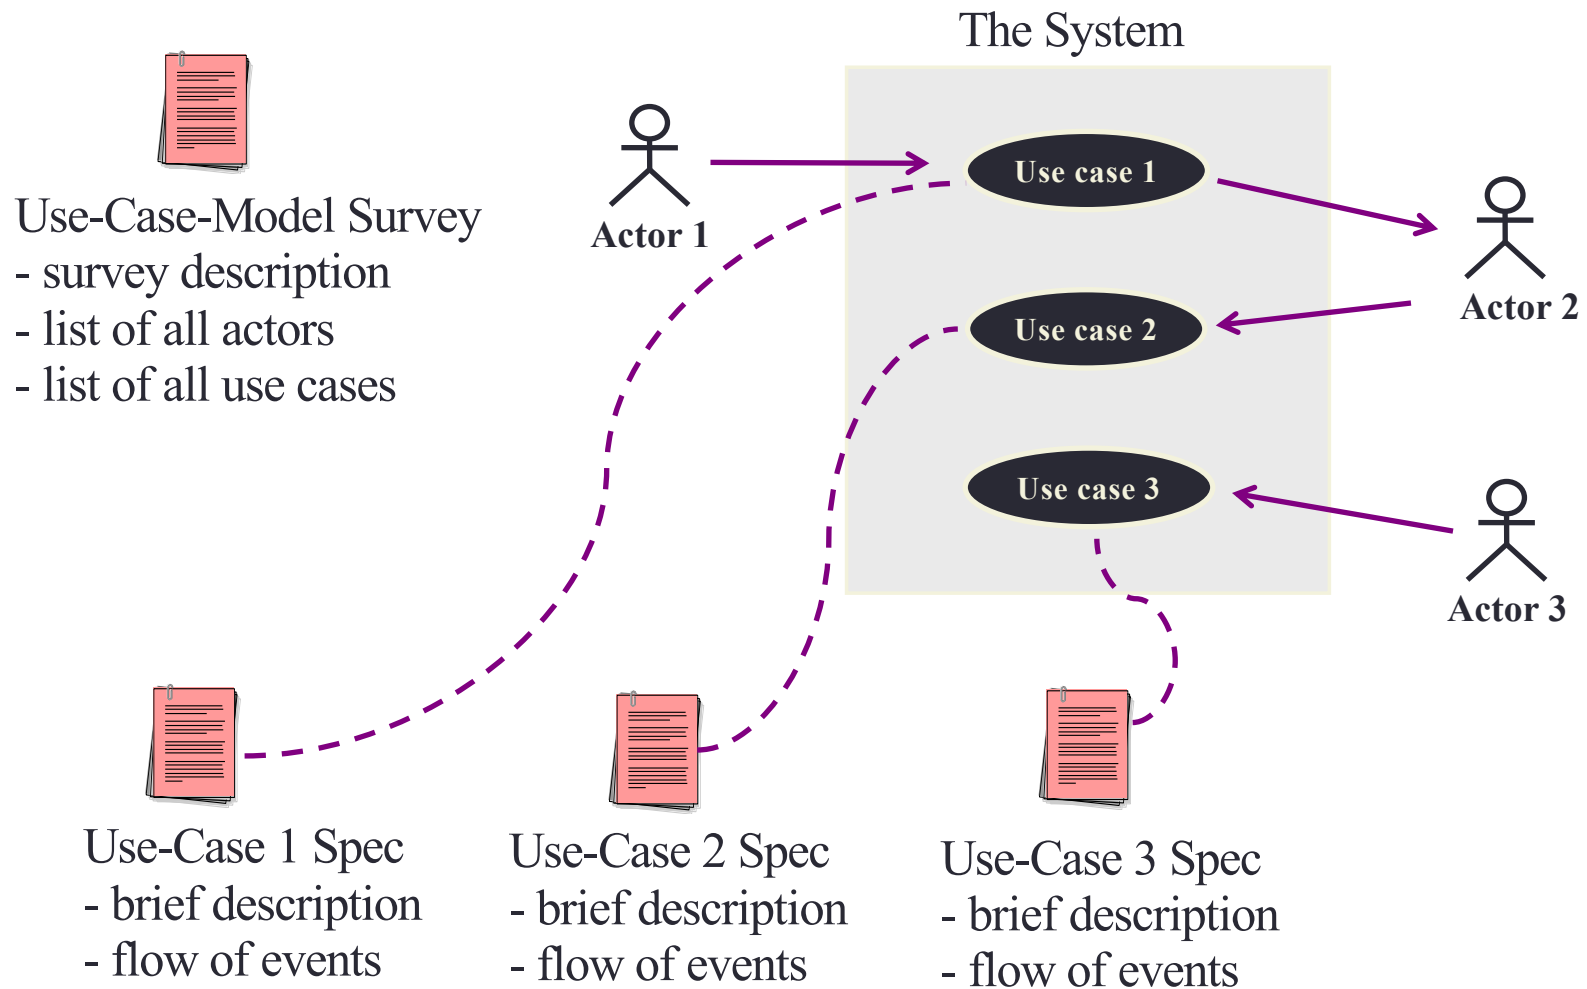 The System
Use-Case-Model Survey
- survey description
- list of all actors
- list of all use cases
Actor 1
Use case 1
Actor 2
Use case 2
Use case 3
Actor 3
Use-Case 1 Spec
- brief description
- flow of events
Use-Case 2 Spec
- brief description
- flow of events
Use-Case 3 Spec
- brief description
- flow of events